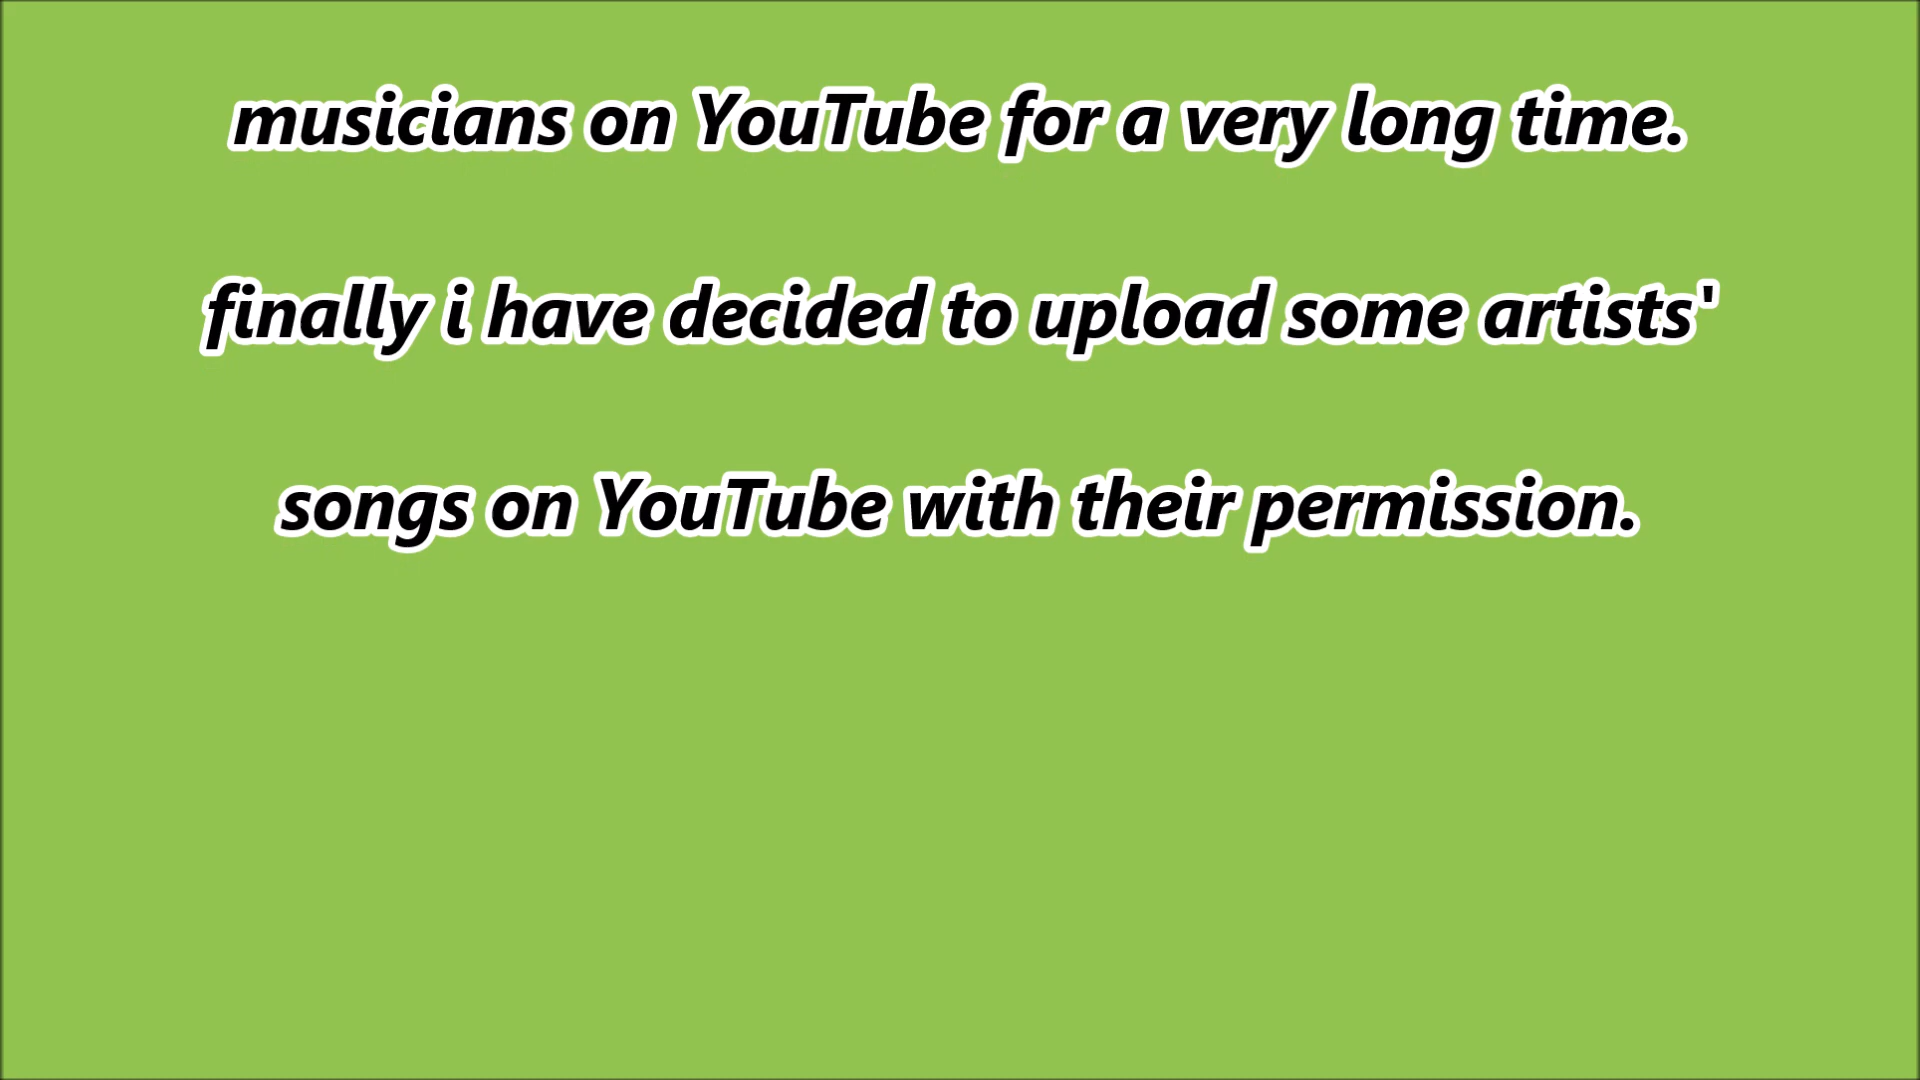 musicians on YouTube for a very long time.
finally i have decided to upload some artists'
songs on YouTube with their permission.